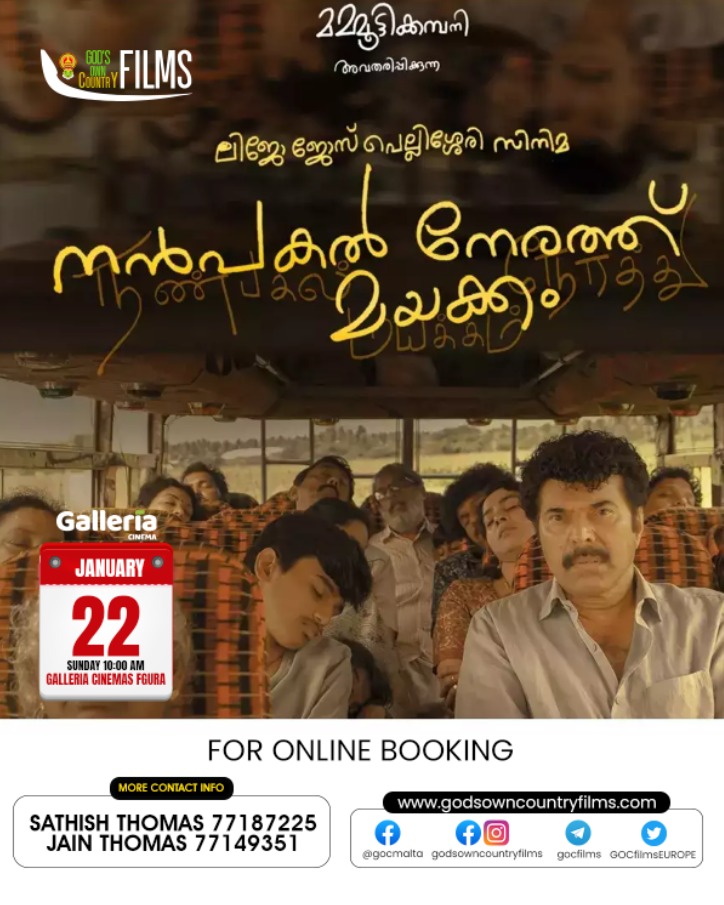 മമ്മൂട്ടിക്കമ്പനി
അവതരിപ്പിക്കുന്ന
GOD'S
OWN
COUNTRY
FILMS
ലിജോ ജോസ് പെല്ലിശ്ശേരി സിനിമ
നൻപകൽ നേരത്ത്
മയക്കം
Galleria
CINEMA
JANUARY
22
SUNDAY 10:00 AM
GALLERIA CINEMAS FGURA
FOR ONLINE BOOKING
MORE CONTACT INFO
SATHISH THOMAS 77187225
JAIN THOMAS 77149351
www.godsowncountryfilms.com
@gocmalta godsowncountryfilms gocfilms GOCfilmsEUROPE